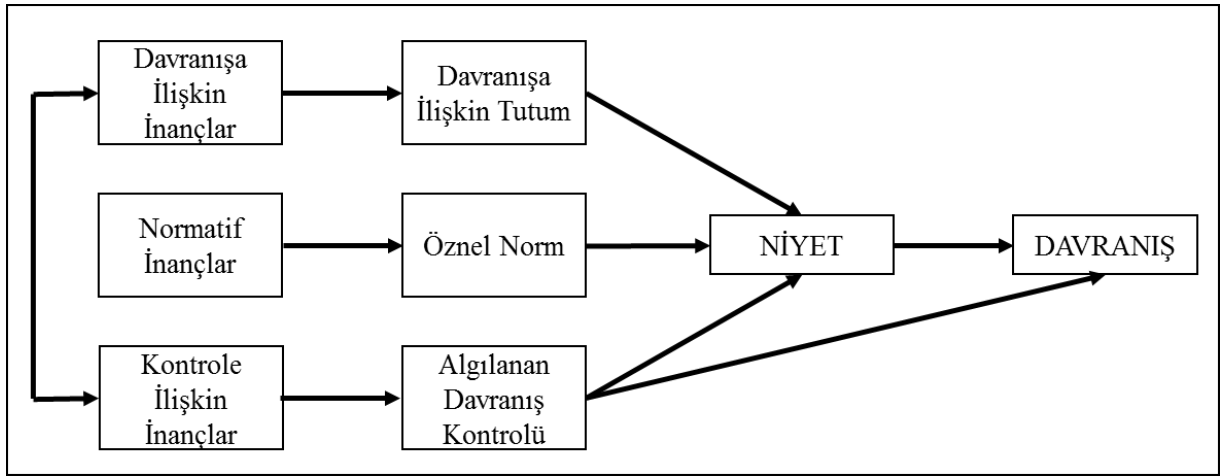 Davranışa
İlişkin
İnançlar
Davranışa
İlişkin Tutum
Normatif
İnançlar
Öznel Norm
NİYET
DAVRANIŞ
Kontrole
İlişkin
İnançlar
Algılanan
Davranış
Kontrolü